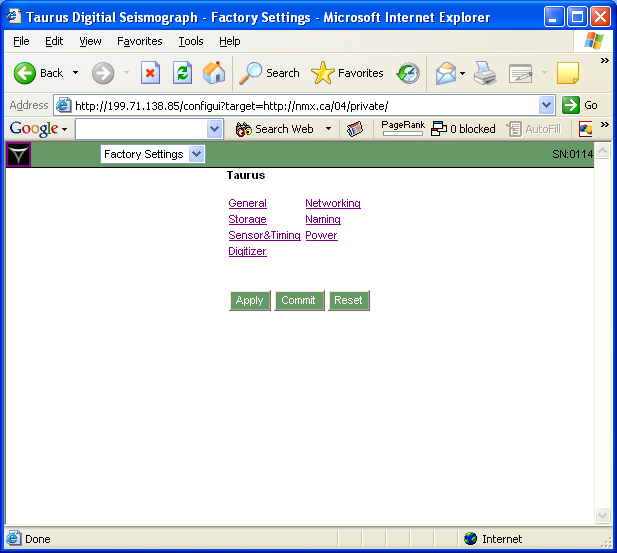 Taurus Digitial Seismograph - Factory Settings - Microsoft Internet Explorer
File Edit View Favorites Tools Help
Back Search Favorites
Address http://199.71.138.85/configui?target=http://nmx.ca/04/private/ Go
Google Search Web PageRank 0 blocked AutoFill
Factory Settings SN:0114
Taurus
General Networking
Storage Naming
Sensor&Timing Power
Digitizer
Apply Commit Reset
Done Internet